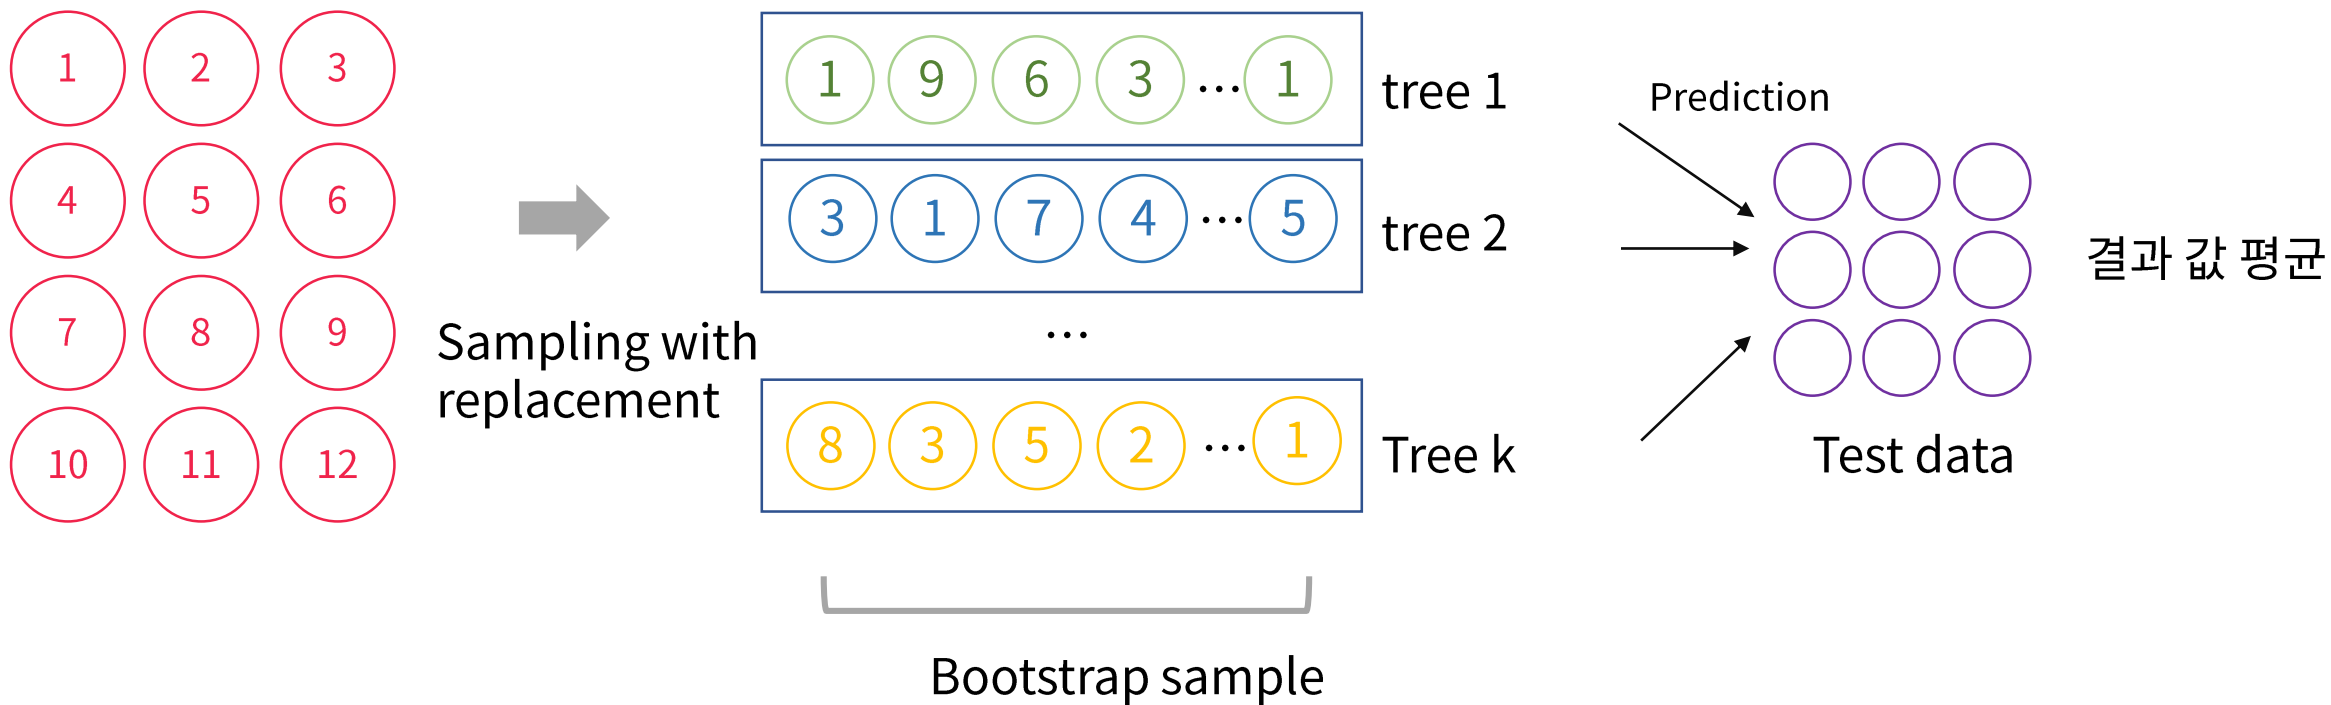 1 2 3
4 5 6
7 8 9
10 11 12
Sampling with
replacement
1 9 6 3 ... 1
tree 1
3 1 7 4 ... 5
tree 2
...
8 3 5 2 ... 1
Tree k
Bootstrap sample
Prediction
Test data
결과 값 평균